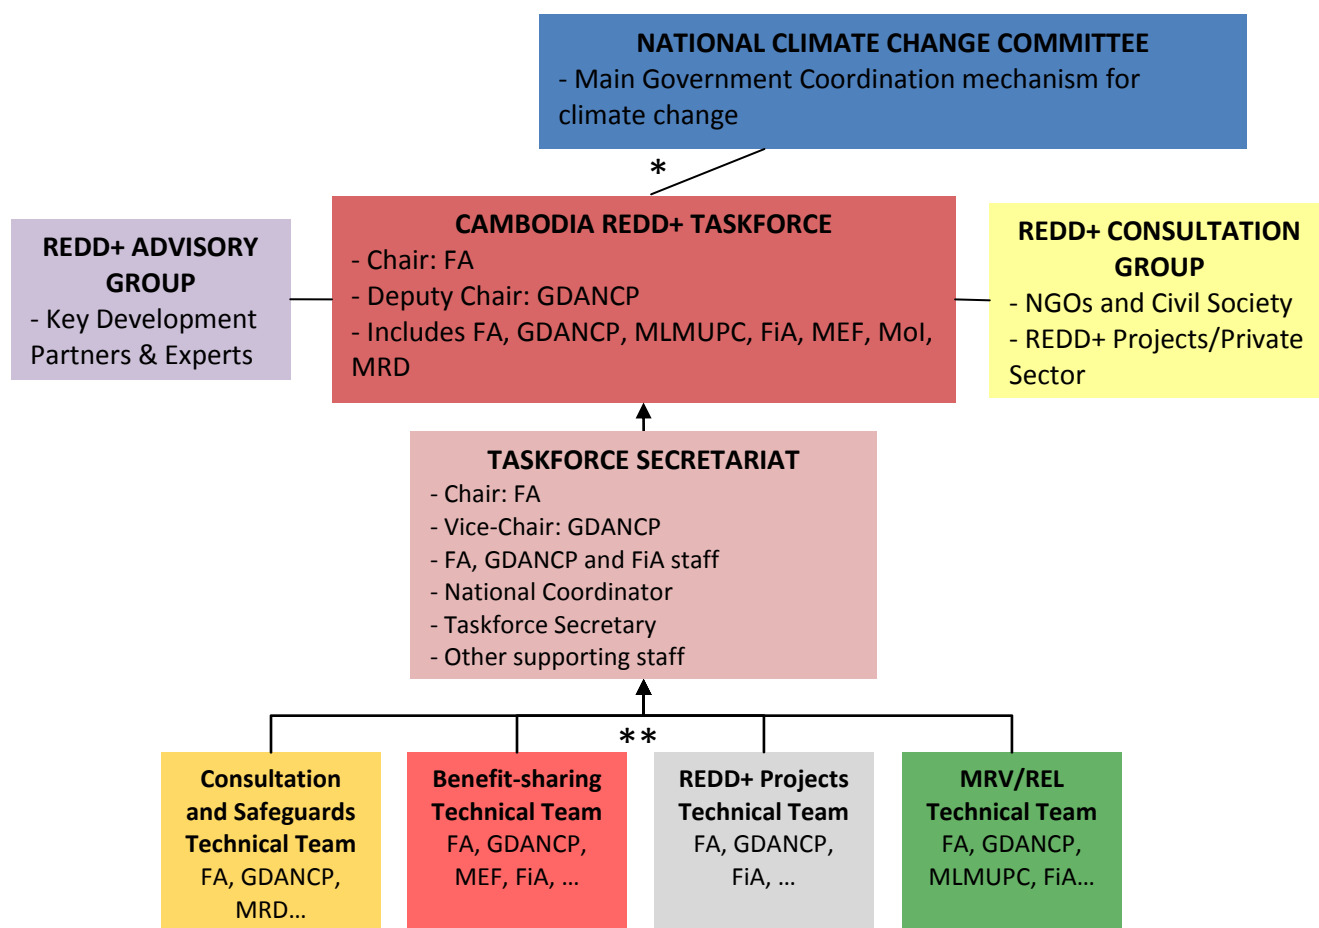 NATIONAL CLIMATE CHANGE COMMITTEE
- Main Government Coordination mechanism for
climate change
*
CAMBODIA REDD+ TASKFORCE
- Chair: FA
- Deputy Chair: GDANCP
- Includes FA, GDANCP, MLMUPC, FiA, MEF, MoI,
MRD
REDD+ ADVISORY
GROUP
- Key Development
Partners & Experts
REDD+ CONSULTATION
GROUP
- NGOs and Civil Society
- REDD+ Projects/Private
Sector
TASKFORCE SECRETARIAT
- Chair: FA
- Vice-Chair: GDANCP
- FA, GDANCP and FiA staff
- National Coordinator
- Taskforce Secretary
- Other supporting staff
**
Consultation
and Safeguards
Technical Team
FA, GDANCP,
MRD...
Benefit-sharing
Technical Team
FA, GDANCP,
MEF, FiA, ...
REDD+ Projects
Technical Team
FA, GDANCP,
FiA, ...
MRV/REL
Technical Team
FA, GDANCP,
MLMUPC, FiA...